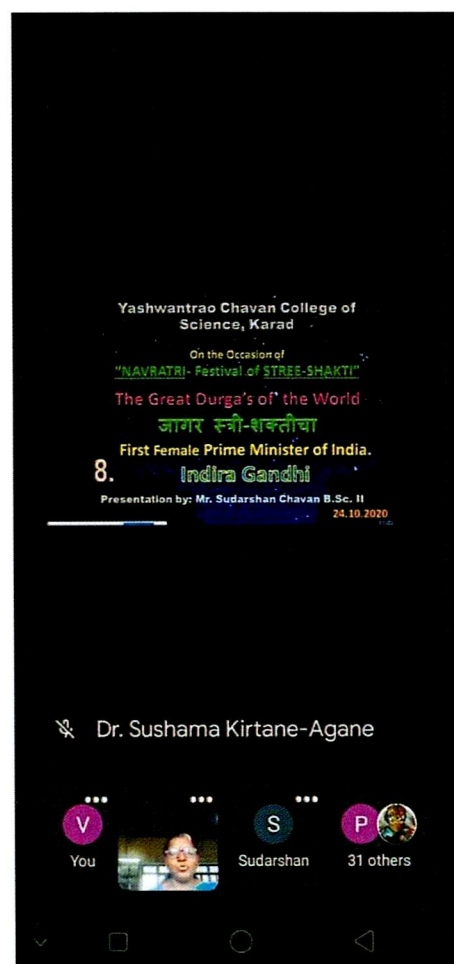 Yashwantrao Chavan College of
Science, Karad
On the Occasion of
"NAVRATRI- Festival of STREE-SHAKTI"
The Great Durga's of the World
जागर स्त्री-शक्तीचा
First Female Prime Minister of India.
8. Indira Gandhi
Presentation by: Mr. Sudarshan Chavan B.Sc. II
24.10.2020
Dr. Sushama Kirtane-Agane
V S P
You Sudarshan 31 others